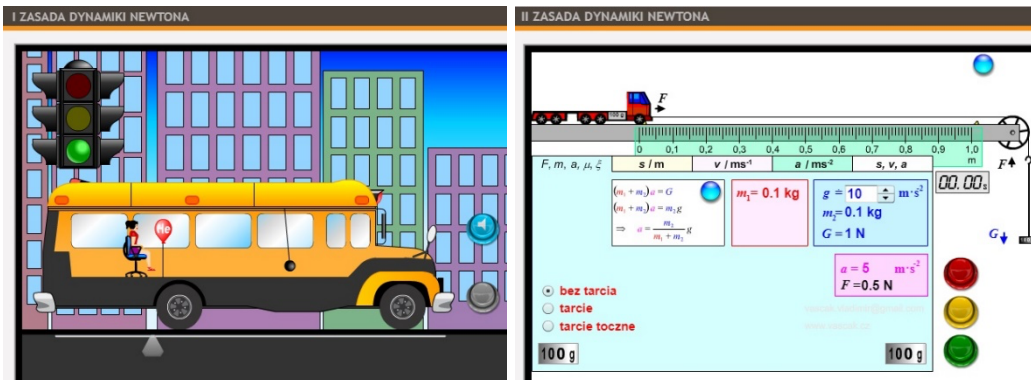 I ZASADA DYNAMIKI NEWTONA
He
II ZASADA DYNAMIKI NEWTONA
F
100 g
0 0,1 0,2 0,3 0,4 0,5 0,6 0,7 0,8 0,9 1,0
m
F
F, m, a, μ, ξ
s / m
v / ms⁻¹
a / ms⁻²
s, v, a
00.00s
(m₁ + m₂) a = G
(m₁ + m₂) a = m₂ g
⇒ a = m₂ / (m₁ + m₂) g
m₁= 0.1 kg
g = 10 m·s⁻²
m₂= 0.1 kg
G = 1 N
G
a = 5 m·s⁻²
F = 0.5 N
bez tarcia
tarcie
tarcie toczne
100 g
100 g